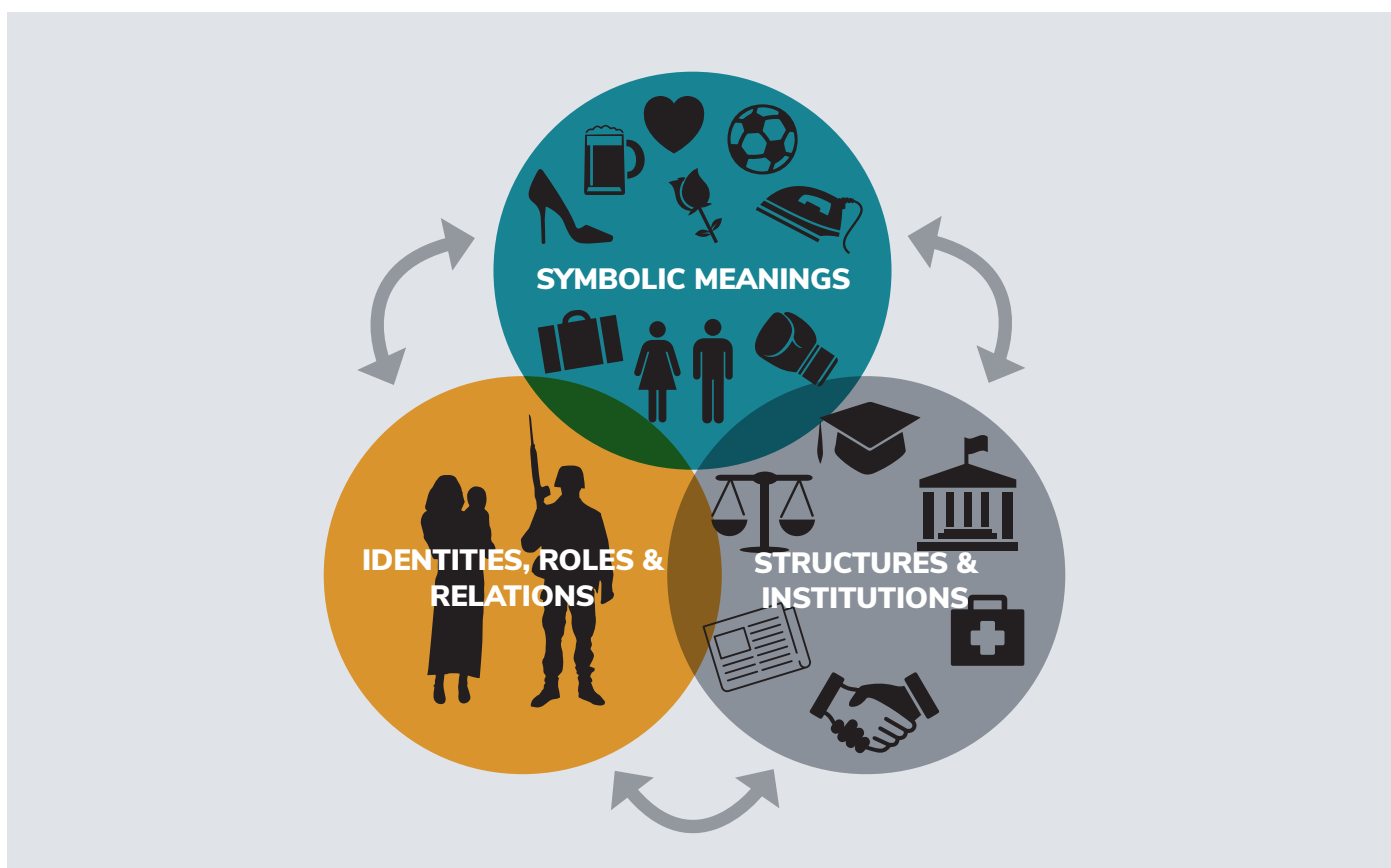 SYMBOLIC MEANINGS
IDENTITIES, ROLES &
RELATIONS
STRUCTURES &
INSTITUTIONS